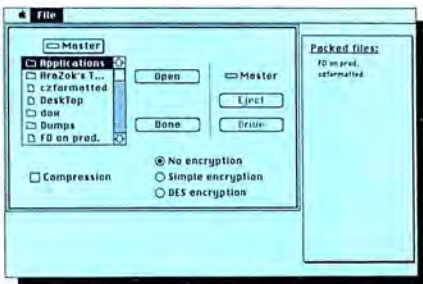 File
Master
Applications
AraZok's T...
czformatted
DeskTop
dox
Dumps
FD on prod.
Open
Done
Master
Eject
Drive
Compression
No encryption
Simple encryption
DES encryption
Packed files:
FD on prod.
czformatted